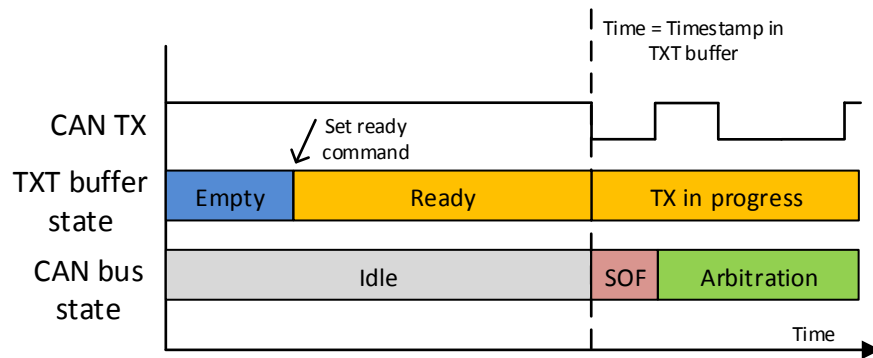 Time = Timestamp in
TXT buffer
CAN TX
Set ready
command
TXT buffer
state
Empty
Ready
TX in progress
CAN bus
state
Idle
SOF
Arbitration
Time